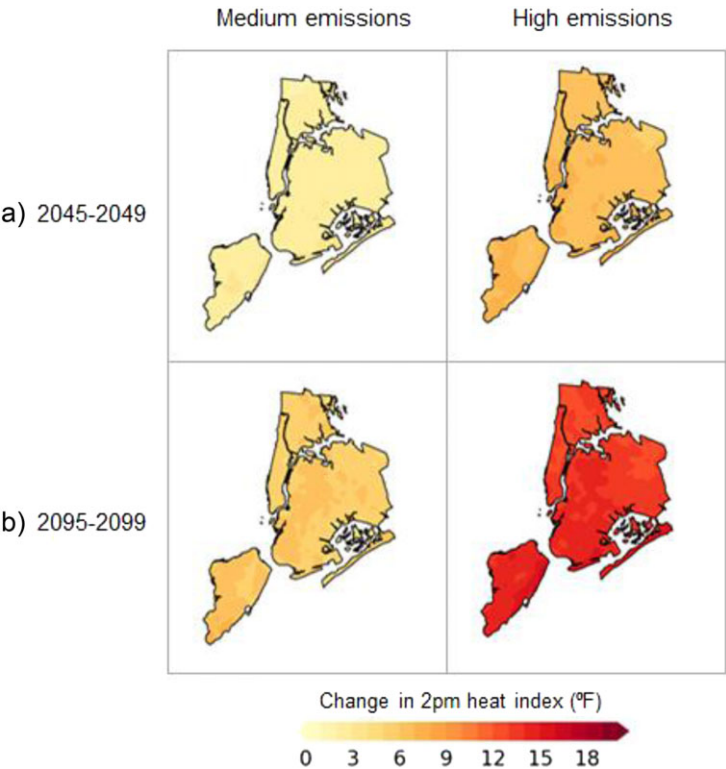 Medium emissions High emissions
a) 2045-2049
b) 2095-2099
Change in 2pm heat index (ºF)
0 3 6 9 12 15 18